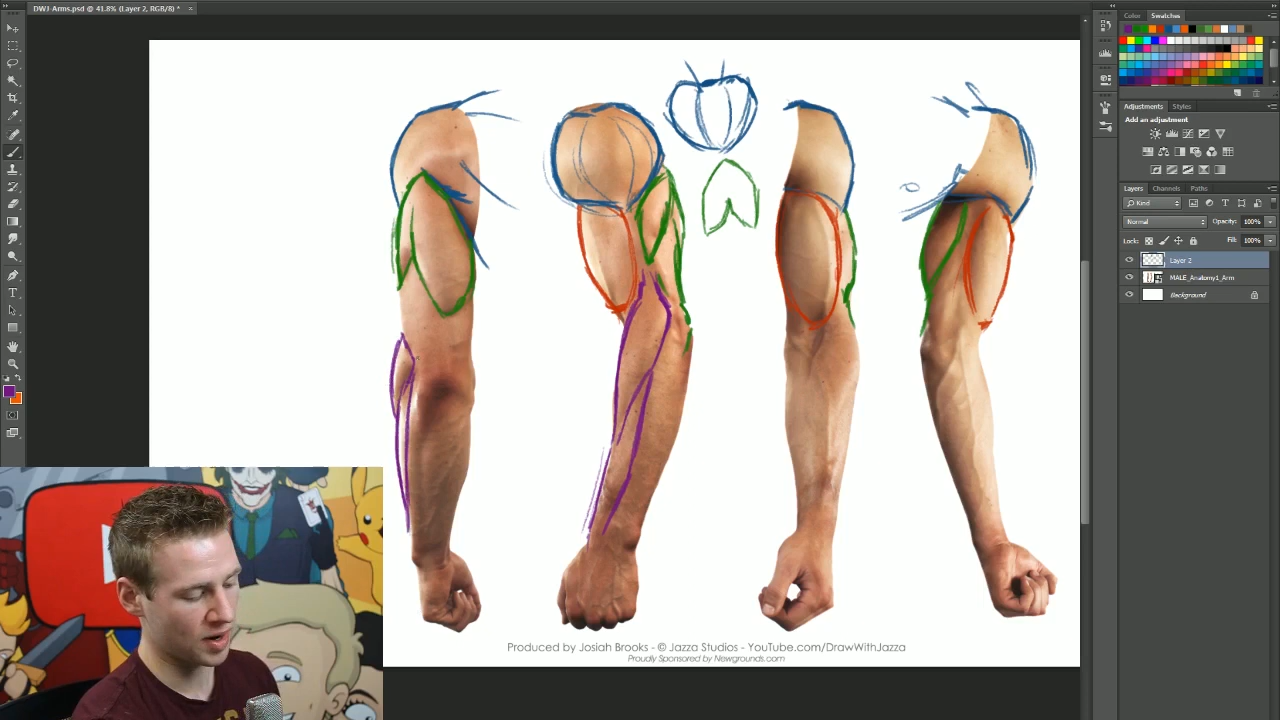 DWJ-Arms.psd @ 41.8% (Layer 2, RGB/8) *
Color
Swatches
Adjustments
Styles
Add an adjustment
Layers
Channels
Paths
Kind
Normal
Opacity: 100%
Lock:
Fill: 100%
Layer 2
MALE_Anatomy1_Arm
Background
Produced by Josiah Brooks - © Jazza Studios - YouTube.com/DrawWithJazza
Proudly Sponsored by Newgrounds.com